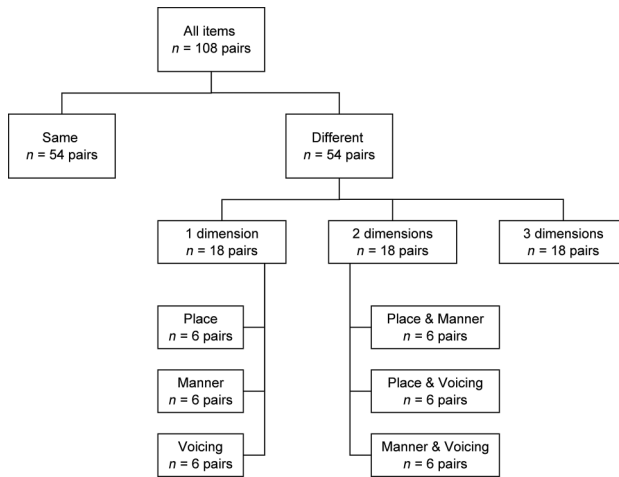 All items
n = 108 pairs
Same
n = 54 pairs
Different
n = 54 pairs
1 dimension
n = 18 pairs
2 dimensions
n = 18 pairs
3 dimensions
n = 18 pairs
Place
n = 6 pairs
Manner
n = 6 pairs
Voicing
n = 6 pairs
Place & Manner
n = 6 pairs
Place & Voicing
n = 6 pairs
Manner & Voicing
n = 6 pairs